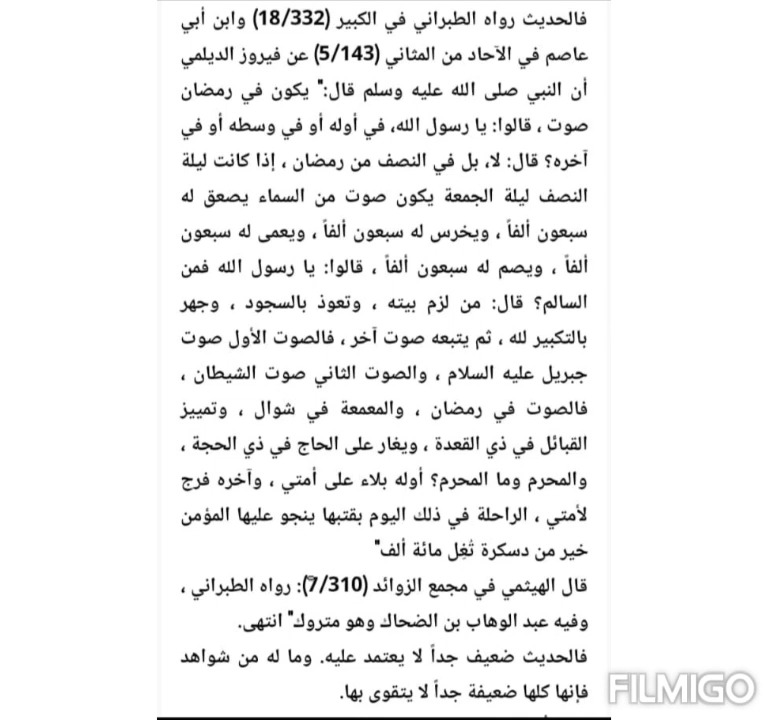 فالحديث رواه الطبراني في الكبير (18/332) وابن أبي
عاصم في الآحاد من المثاني (5/143) عن فيروز الديلمي
أن النبي صلى الله عليه وسلم قال:" يكون في رمضان
صوت ، قالوا: يا رسول الله، في أوله أو في وسطه أو في
آخره؟ قال: لا، بل في النصف من رمضان ، إذا كانت ليلة
النصف ليلة الجمعة يكون صوت من السماء يصعق له
سبعون ألفاً ، ويخرس له سبعون ألفاً ، ويعمى له سبعون
ألفاً ، ويصم له سبعون ألفاً ، قالوا: يا رسول الله فمن
السالم؟ قال: من لزم بيته ، وتعوذ بالسجود ، وجهر
بالتكبير لله ، ثم يتبعه صوت آخر ، فالصوت الأول صوت
جبريل عليه السلام ، والصوت الثاني صوت الشيطان ،
فالصوت في رمضان ، والمعمعة في شوال ، وتمييز
القبائل في ذي القعدة ، ويغار على الحاج في ذي الحجة ،
والمحرم وما المحرم؟ أوله بلاء على أمتي ، وآخره فرج
لأمتي ، الراحلة في ذلك اليوم بقتبها ينجو عليها المؤمن
خير من دسكرة تُغِل مائة ألف"
قال الهيثمي في مجمع الزوائد (7/310): رواه الطبراني ،
وفيه عبد الوهاب بن الضحاك وهو متروك" انتهى.
فالحديث ضعيف جداً لا يعتمد عليه. وما له من شواهد
فإنها كلها ضعيفة جداً لا يتقوى بها.
FILMIGO